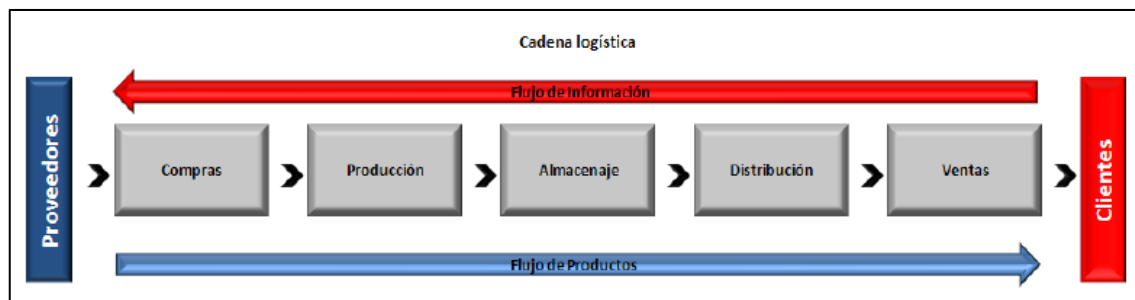 Cadena logística
Flujo de Información
Proveedores
Compras
Producción
Almacenaje
Distribución
Ventas
Clientes
Flujo de Productos